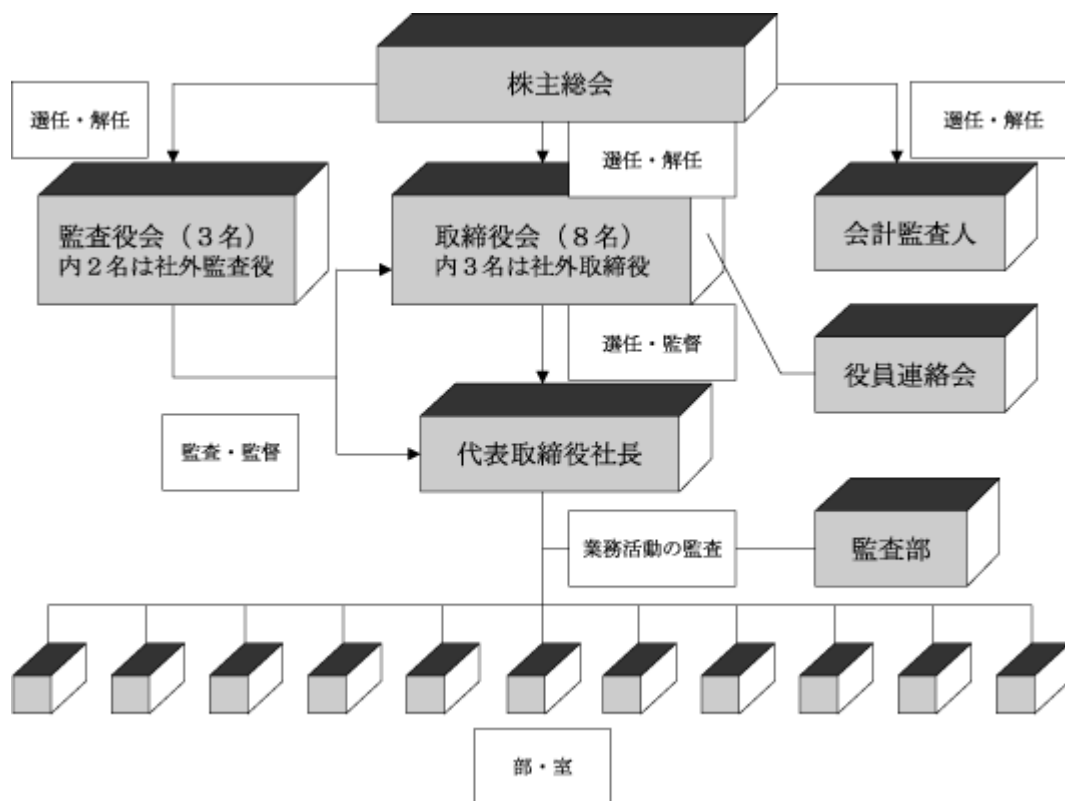 株主総会
選任・解任
選任・解任
選任・解任
監査役会（３名）
内２名は社外監査役
取締役会（８名）
内３名は社外取締役
会計監査人
選任・監督
役員連絡会
監査・監督
代表取締役社長
業務活動の監査
監査部
部・室